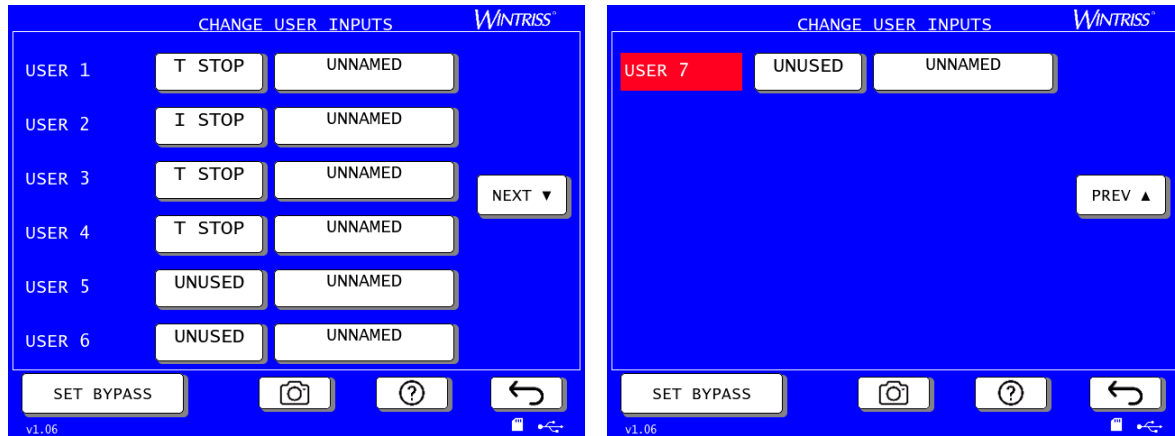 CHANGE USER INPUTS WINTRISS®
USER 1 T STOP UNNAMED
USER 2 I STOP UNNAMED
USER 3 T STOP UNNAMED
NEXT ▼
USER 4 T STOP UNNAMED
USER 5 UNUSED UNNAMED
USER 6 UNUSED UNNAMED
SET BYPASS ?
v1.06
CHANGE USER INPUTS WINTRISS®
USER 7 UNUSED UNNAMED
PREV ▲
SET BYPASS ?
v1.06